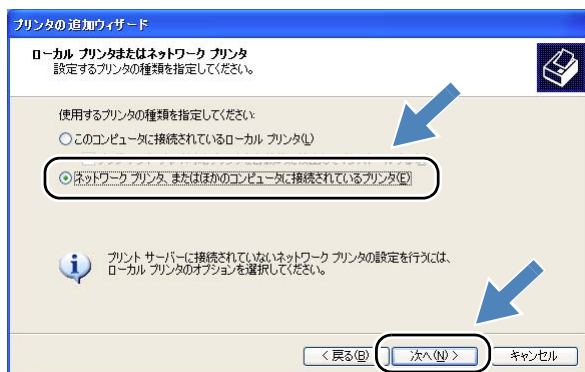 プリンタの追加ウィザード
ローカル プリンタまたはネットワーク プリンタ
設定するプリンタの種類を指定してください。
使用するプリンタの種類を指定してください:
このコンピュータに接続されているローカル プリンタ(L)
ネットワーク プリンタ、またはほかのコンピュータに接続されているプリンタ(E)
プリント サーバーに接続されていないネットワーク プリンタの設定を行うには、
ローカル プリンタのオプションを選択してください。
< 戻る(B) 次へ(N) > キャンセル